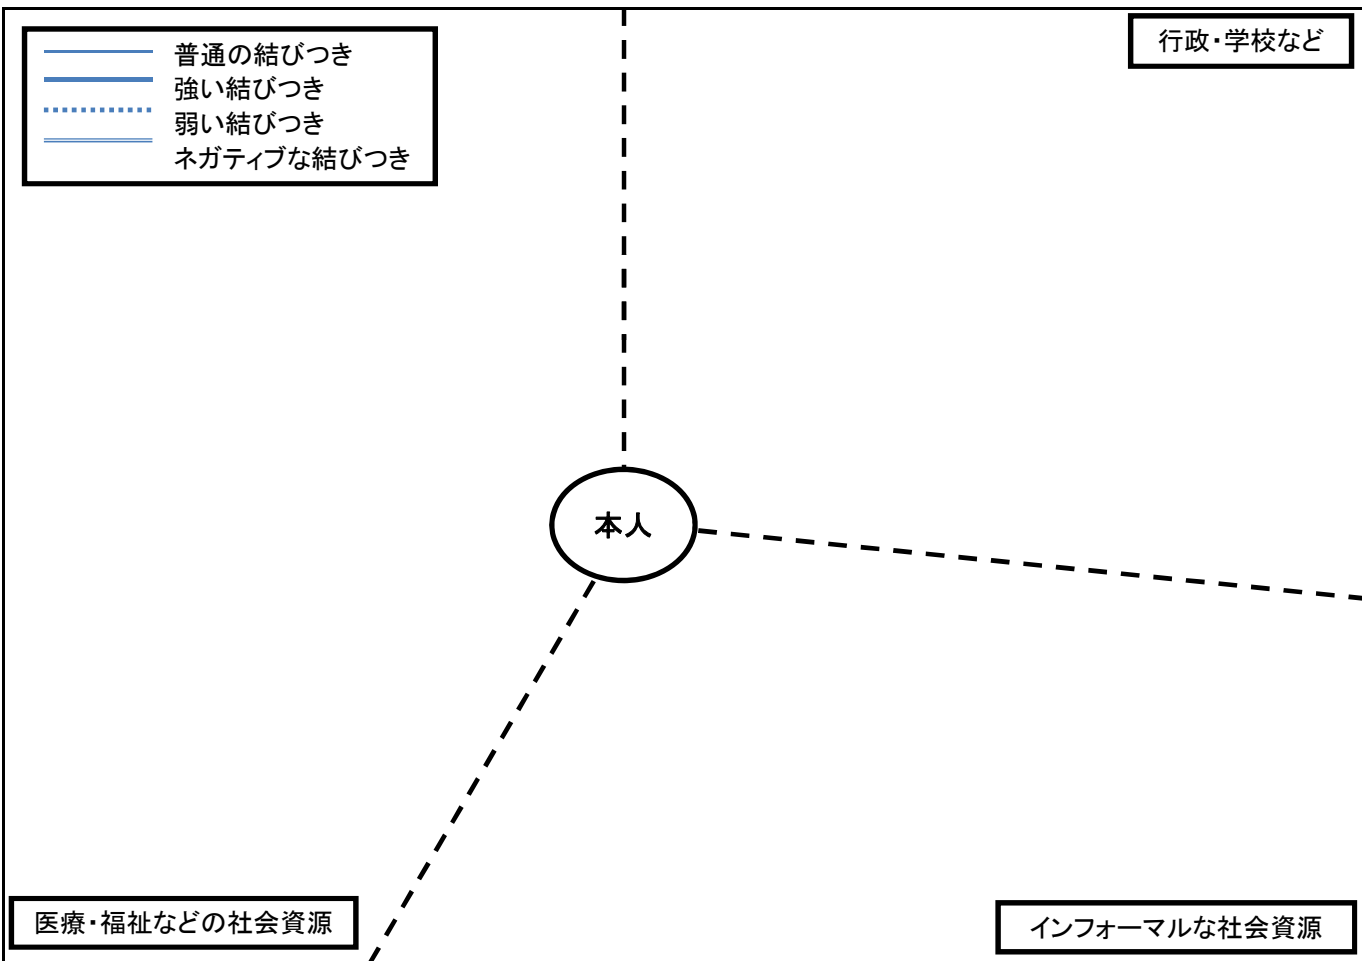 普通の結びつき
強い結びつき
弱い結びつき
ネガティブな結びつき
行政・学校など
本人
医療・福祉などの社会資源
インフォーマルな社会資源